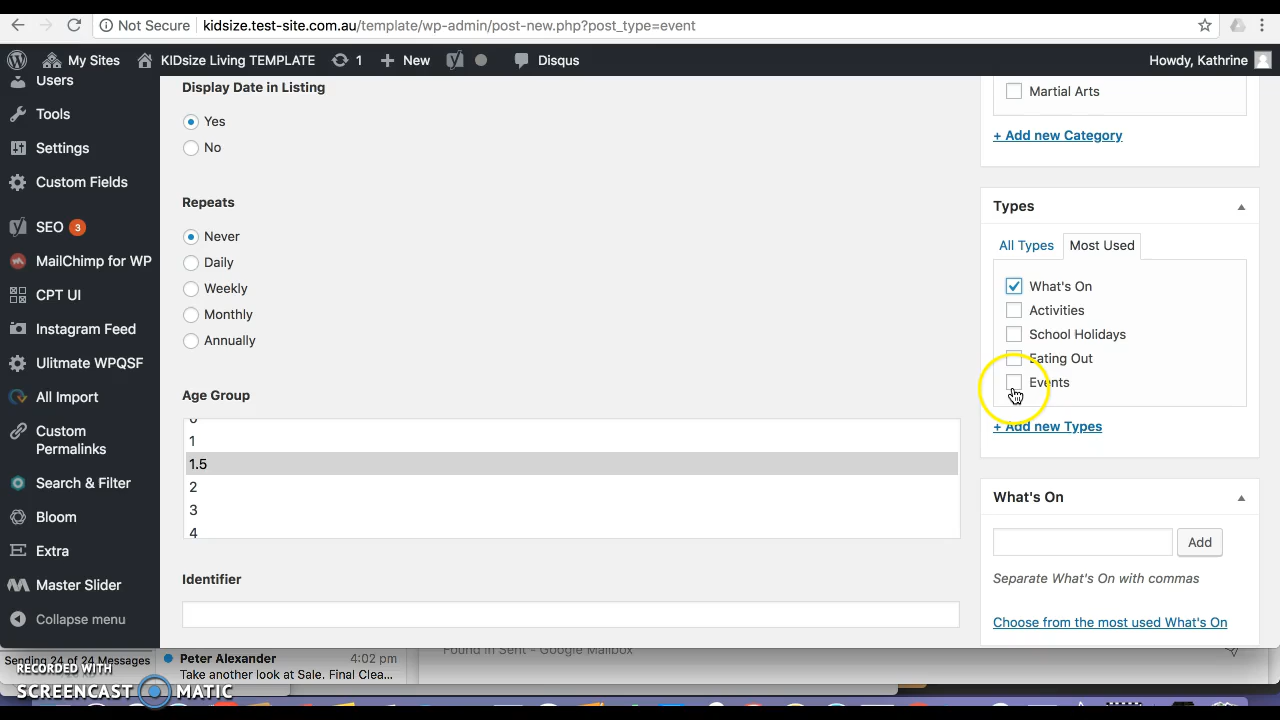 Not Secure kidsize.test-site.com.au/template/wp-admin/post-new.php?post_type=event
My Sites KIDsize Living TEMPLATE 1 New Disqus Howdy, Kathrine
Users
Tools
Settings
Custom Fields
SEO 3
MailChimp for WP
CPT UI
Instagram Feed
Ulitmate WPQSF
All Import
Custom
Permalinks
Search & Filter
Bloom
Extra
Master Slider
Collapse menu
Display Date in Listing
Yes
No
Repeats
Never
Daily
Weekly
Monthly
Annually
Age Group
0
1
1.5
2
3
4
Identifier
Martial Arts
+ Add new Category
Types
All Types Most Used
What's On
Activities
School Holidays
Eating Out
Events
+ Add new Types
What's On
Add
Separate What's On with commas
Choose from the most used What's On
Sending 24 of 24 Messages
Peter Alexander 4:02 pm
Take another look at Sale. Final Clea...
Found in Sent - Google Mailbox
RECORDED WITH
SCREENCAST MATIC